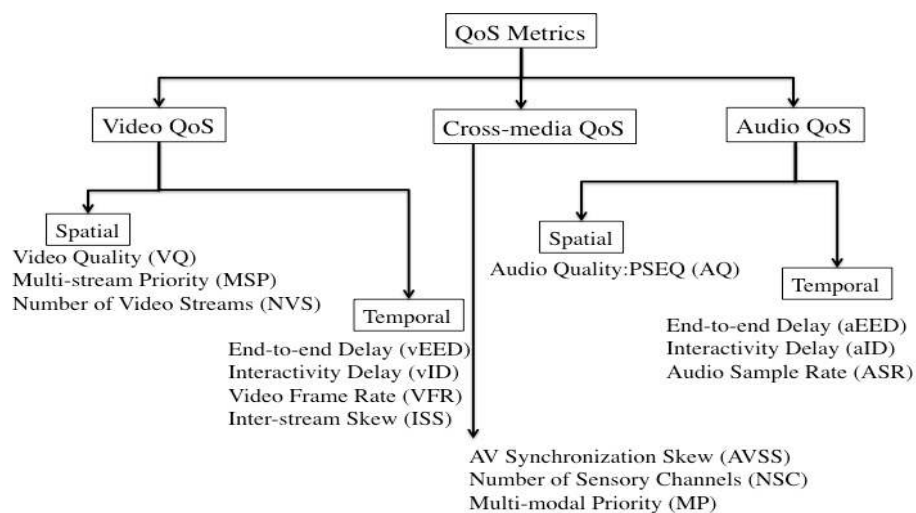 QoS Metrics
Video QoS
Cross-media QoS
Audio QoS
Spatial
Video Quality (VQ)
Multi-stream Priority (MSP)
Number of Video Streams (NVS)
Temporal
End-to-end Delay (vEED)
Interactivity Delay (vID)
Video Frame Rate (VFR)
Inter-stream Skew (ISS)
AV Synchronization Skew (AVSS)
Number of Sensory Channels (NSC)
Multi-modal Priority (MP)
Spatial
Audio Quality:PSEQ (AQ)
Temporal
End-to-end Delay (aEED)
Interactivity Delay (aID)
Audio Sample Rate (ASR)